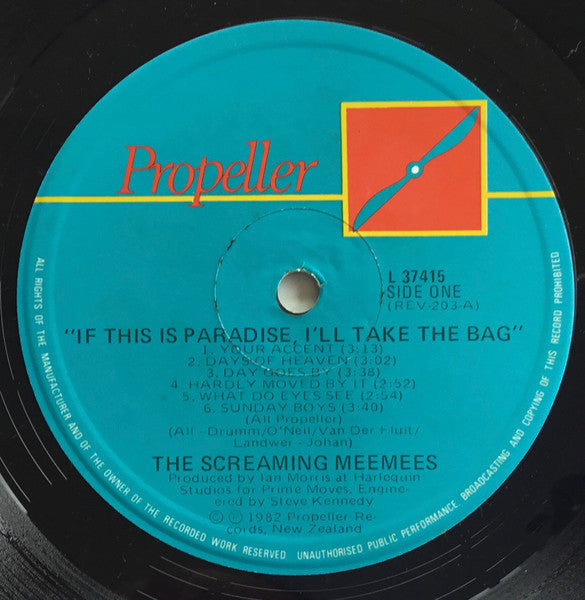 Propeller
L 37415
SIDE ONE
(REV-203-A)
"IF THIS IS PARADISE, I'LL TAKE THE BAG"
1. YOUR ACCENT (3:13)
2. DAYS OF HEAVEN (3:02)
3. DAY GOES BY (3:38)
4. HARDLY MOVED BY IT (2:52)
5. WHAT DO EYES SEE (2:54)
6. SUNDAY BOYS (3:40)
(All Propeller)
All - Drumm/O'Neil/Van Der Fluit/
Landwer - Johan)
THE SCREAMING MEEMEES
Produced by Ian Morris at Harlequin
Studios for Prime Moves, Engine-
ered by Steve Kennedy
© ℗ 1982 Propeller Re-
cords, New Zealand
ALL RIGHTS OF THE MANUFACTURER AND OF THE OWNER OF THE RECORDED WORK RESERVED UNAUTHORISED PUBLIC PERFORMANCE BROADCASTING AND COPYING OF THIS RECORD PROHIBITED